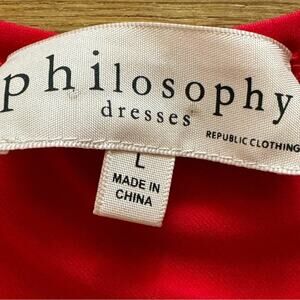 philosophy
dresses
REPUBLIC CLOTHING
L
MADE IN
CHINA